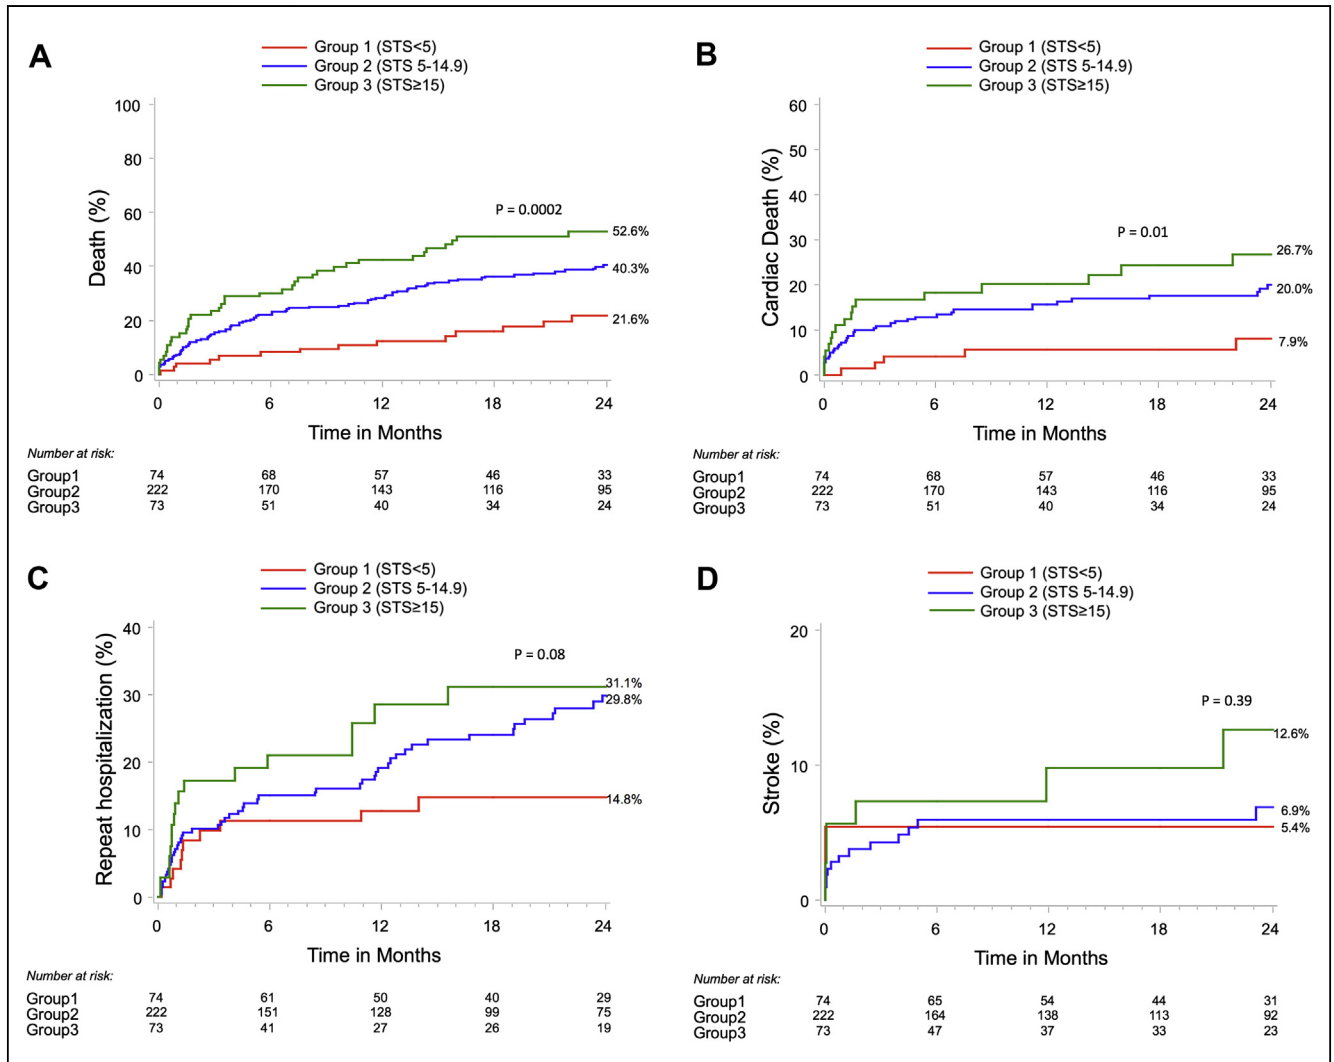 A
Group 1 (STS<5)
Group 2 (STS 5-14.9)
Group 3 (STS≥15)
Death (%)
100
80
60
40
20
0
P = 0.0002
52.6%
40.3%
21.6%
0 6 12 18 24
Time in Months
Number at risk:
Group1 74 68 57 46 33
Group2 222 170 143 116 95
Group3 73 51 40 34 24
B
Group 1 (STS<5)
Group 2 (STS 5-14.9)
Group 3 (STS≥15)
Cardiac Death (%)
60
50
40
30
20
10
0
P = 0.01
26.7%
20.0%
7.9%
0 6 12 18 24
Time in Months
Number at risk:
Group1 74 68 57 46 33
Group2 222 170 143 116 95
Group3 73 51 40 34 24
C
Group 1 (STS<5)
Group 2 (STS 5-14.9)
Group 3 (STS≥15)
Repeat hospitalization (%)
40
30
20
10
0
P = 0.08
31.1%
29.8%
14.8%
0 6 12 18 24
Time in Months
Number at risk:
Group1 74 61 50 40 29
Group2 222 151 128 99 75
Group3 73 41 27 26 19
D
Group 1 (STS<5)
Group 2 (STS 5-14.9)
Group 3 (STS≥15)
Stroke (%)
20
10
0
P = 0.39
12.6%
6.9%
5.4%
0 6 12 18 24
Time in Months
Number at risk:
Group1 74 65 54 44 31
Group2 222 164 138 113 92
Group3 73 47 37 33 23